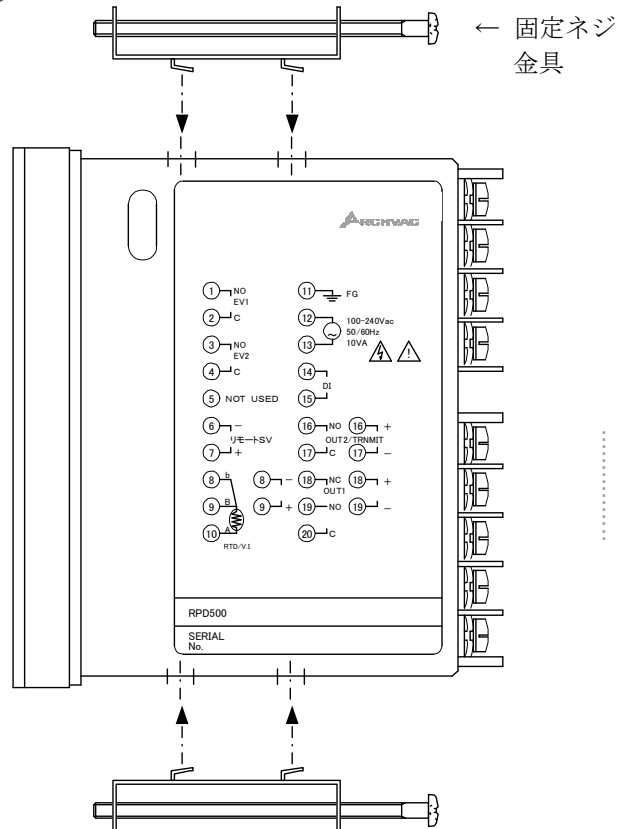 ← 固定ネジ
金具
ARCHVAC
1 NO
EV1
2 C
3 NO
EV2
4 C
5 NOT USED
6 −
リモートSV
7 +
8 b
9 B
10 A
RTD/V.I
8 −
9 +
11 FG
12
100-240Vac
50/60Hz
10VA
13
14
DI
15
16 NO 16 +
OUT2/TRNMIT
17 C 17 −
18 NC 18 +
OUT1
19 NO 19 −
20 C
RPD500
SERIAL
No.